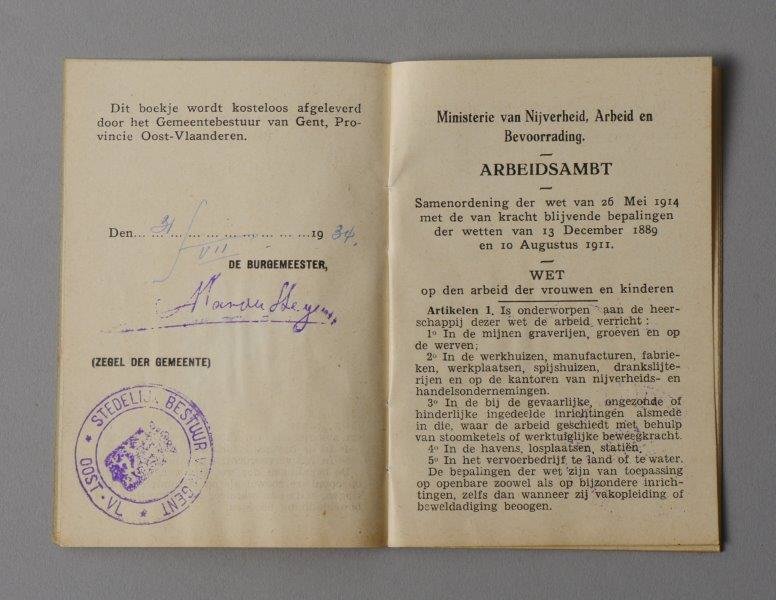 Dit boekje wordt kosteloos afgeleverd
door het Gemeentebestuur van Gent, Pro-
vincie Oost-Vlaanderen.
Den... 31 ... VII ... 19 34.
DE BURGEMEESTER,
(ZEGEL DER GEMEENTE)
STEDELIJK BESTUUR GENT
OOST-VL
Ministerie van Nijverheid, Arbeid en
Bevoorrading.
ARBEIDSAMBT
Samenordening der wet van 26 Mei 1914
met de van kracht blijvende bepalingen
der wetten van 13 December 1889
en 10 Augustus 1911.
WET
op den arbeid der vrouwen en kinderen
Artikelen 1. Is onderworpen aan de heer-
schappij dezer wet de arbeid verricht :
1° In de mijnen graverijen, groeven en op
de werven;
2° In de werkhuizen, manufacturen, fabrie-
ken, werkplaatsen, spijshuizen, drankslijte-
rijen en op de kantoren van nijverheids- en
handelsondernemingen.
3° In de bij de gevaarlijke, ongezonde of
hinderlijke ingedeelde inrichtingen alsmede
in die, waar de arbeid geschiedt met behulp
van stoomketels of werktuiglijke beweegkracht.
4° In de havens, losplaatsen, statiën.
5° In het vervoerbedrijf te land of te water.
De bepalingen der wet zijn van toepassing
op openbare zoowel als op bijzondere inrich-
tingen, zelfs dan wanneer zij vakopleiding of
beweldadiging beoogen.